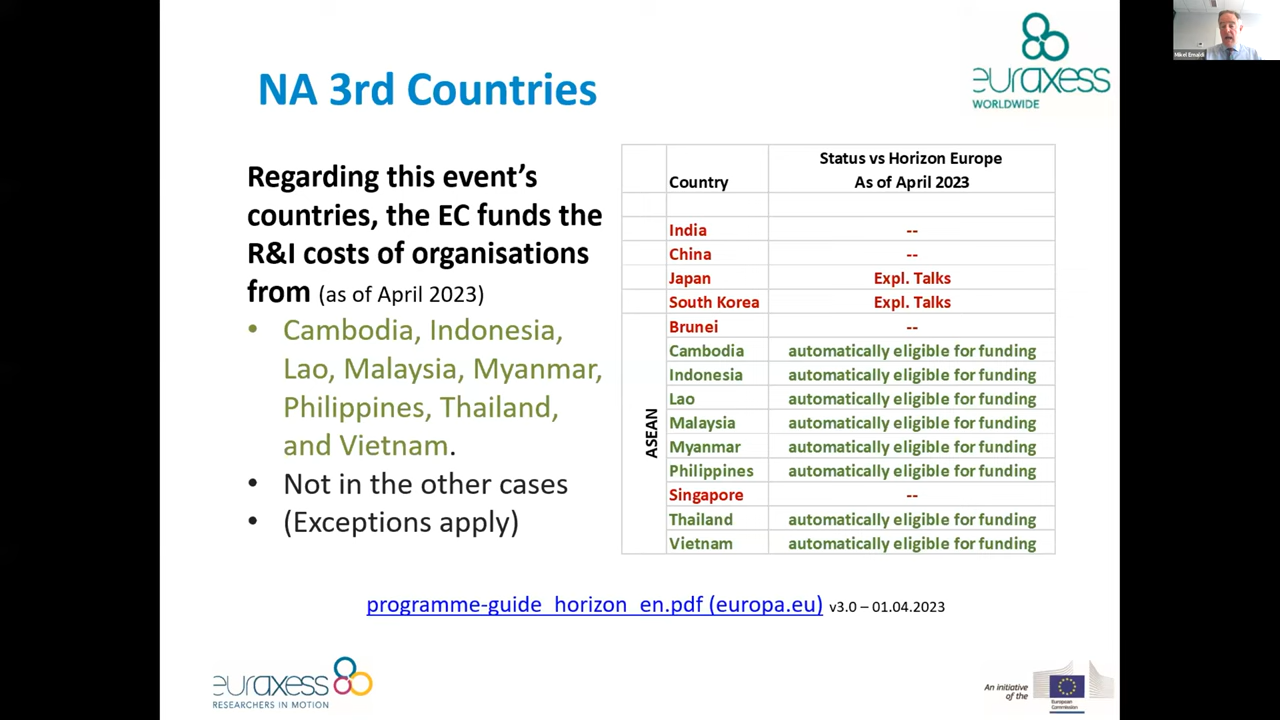 NA 3rd Countries
euraxess
WORLDWIDE
Mikel Emaldi
Regarding this event's
countries, the EC funds the
R&I costs of organisations
from (as of April 2023)
• Cambodia, Indonesia,
Lao, Malaysia, Myanmar,
Philippines, Thailand,
and Vietnam.
• Not in the other cases
• (Exceptions apply)
Country Status vs Horizon Europe
As of April 2023
India --
China --
Japan Expl. Talks
South Korea Expl. Talks
ASEAN
Brunei --
Cambodia automatically eligible for funding
Indonesia automatically eligible for funding
Lao automatically eligible for funding
Malaysia automatically eligible for funding
Myanmar automatically eligible for funding
Philippines automatically eligible for funding
Singapore --
Thailand automatically eligible for funding
Vietnam automatically eligible for funding
programme-guide_horizon_en.pdf (europa.eu) v3.0 – 01.04.2023
euraxess
RESEARCHERS IN MOTION
An initiative
of the
European
Commission